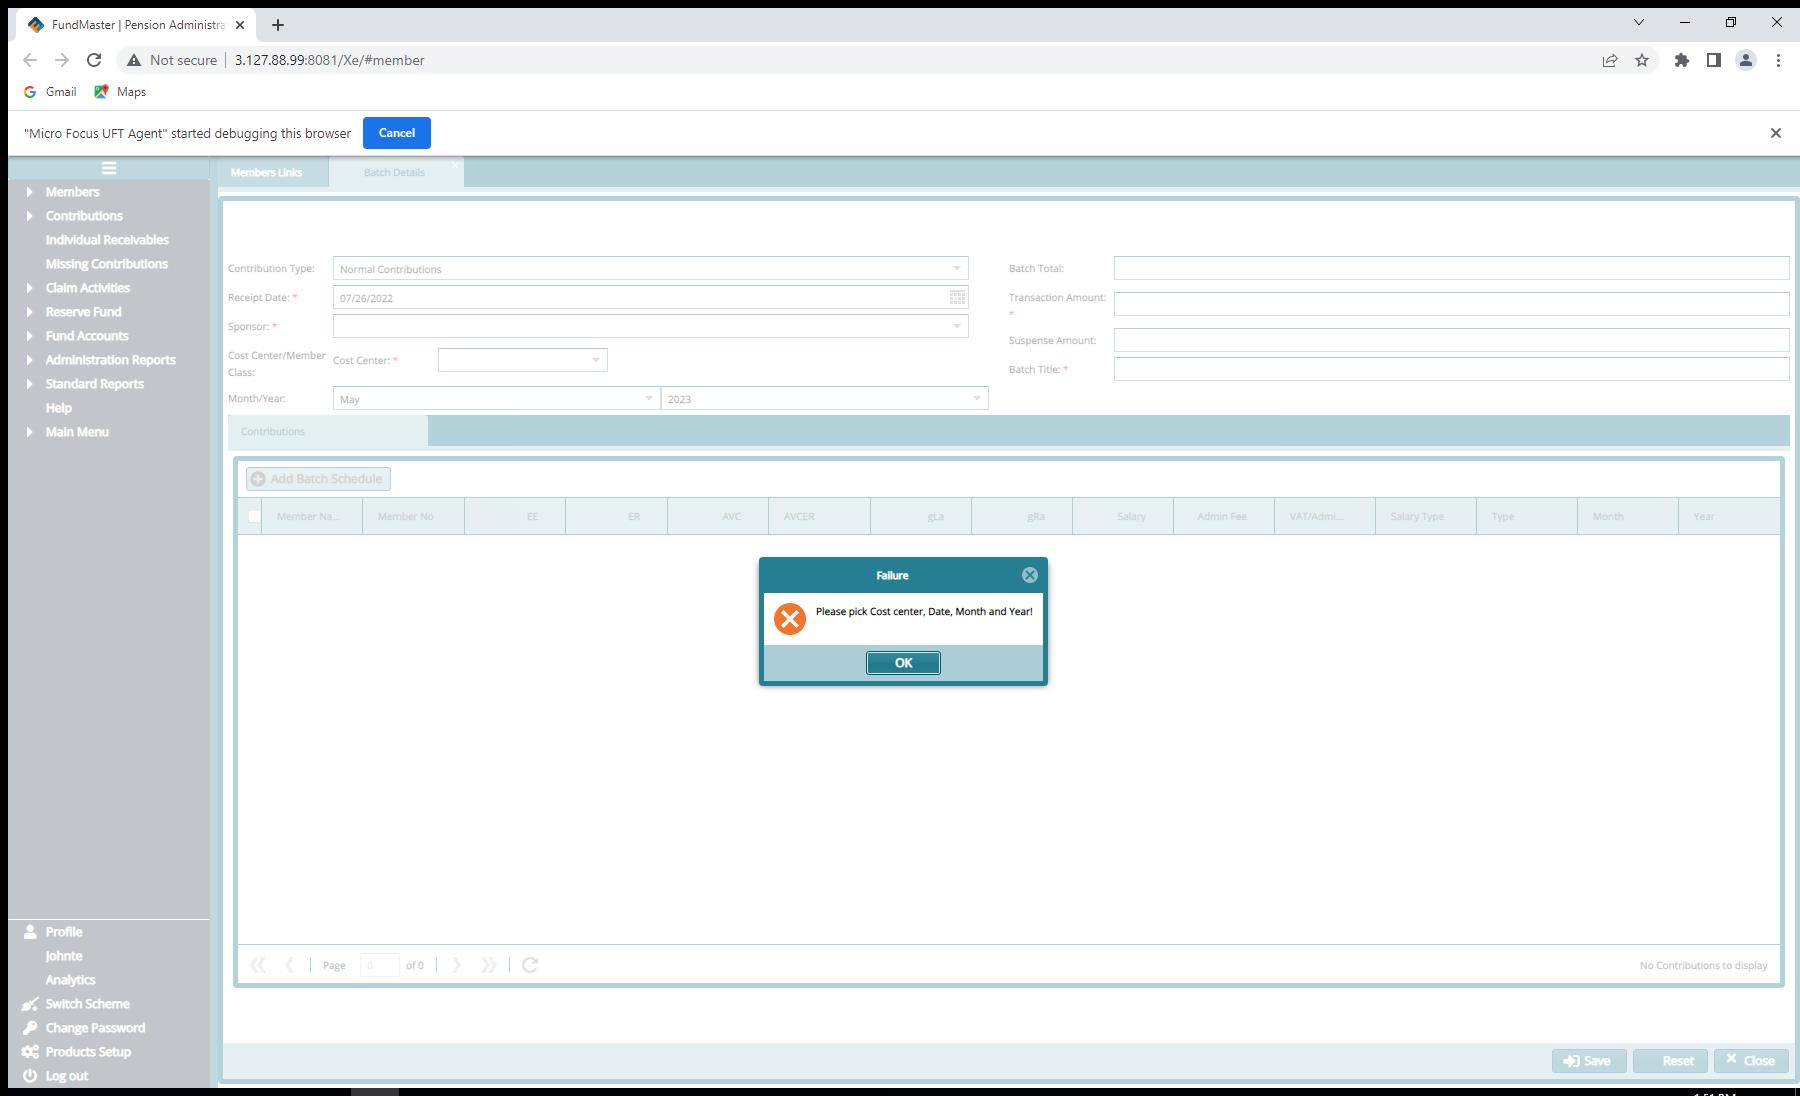 FundMaster | Pension Administra
Not secure 3.127.88.99:8081/Xe/#member
Gmail Maps
"Micro Focus UFT Agent" started debugging this browser Cancel
Members Links Batch Details
Members
Contributions
Individual Receivables
Missing Contributions
Claim Activities
Reserve Fund
Fund Accounts
Administration Reports
Standard Reports
Help
Main Menu
Contribution Type: Normal Contributions
Receipt Date: * 07/26/2022
Sponsor: *
Cost Center/Member Class: Cost Center: *
Month/Year: May 2023
Batch Total:
Transaction Amount: *
Suspense Amount:
Batch Title: *
Contributions
Add Batch Schedule
Member Na... Member No EE ER AVC AVCER gLa gRa Salary Admin Fee VAT/Admi... Salary Type Type Month Year
Failure
Please pick Cost center, Date, Month and Year!
OK
Page 0 of 0 No Contributions to display
Save Reset Close
Profile
Johnte
Analytics
Switch Scheme
Change Password
Products Setup
Log out